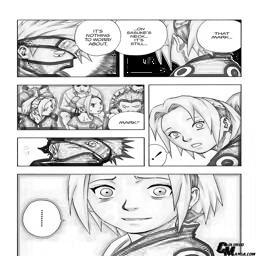 THAT
MARK...
...ON
SASUKE'S
NECK...
IT'S
STILL...
IT'S
NOTHING
TO WORRY
ABOUT.
MARK?